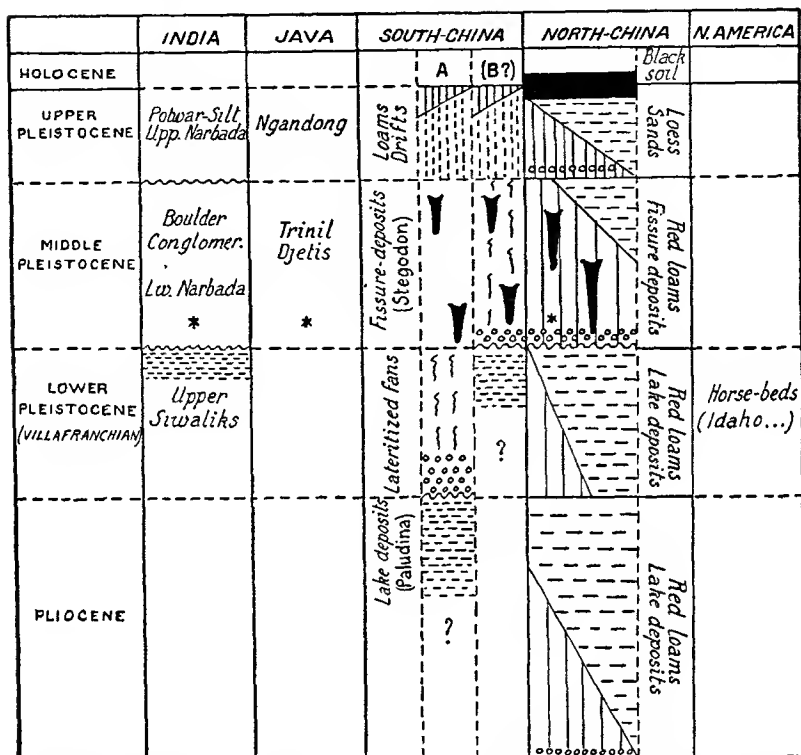 INDIA
JAVA
SOUTH-CHINA
NORTH-CHINA
N. AMERICA
HOLOCENE
A
(B?)
Black
soil
UPPER
PLEISTOCENE
Potwar-Silt
Upp. Narbada
Ngandong
Loams
Drifts
Loess
Sands
MIDDLE
PLEISTOCENE
Boulder
Conglomer.
Lw. Narbada
*
Trinil
Djetis
*
Fissure-deposits
(Stegodon)
*
Red loams
Fissure deposits
LOWER
PLEISTOCENE
(VILLAFRANCHIAN)
Upper
Siwaliks
Lateritized Fans
?
Red loams
Lake deposits
Horse-beds
(Idaho...)
PLIOCENE
Lake deposits
(Paludina)
?
Red loams
Lake deposits